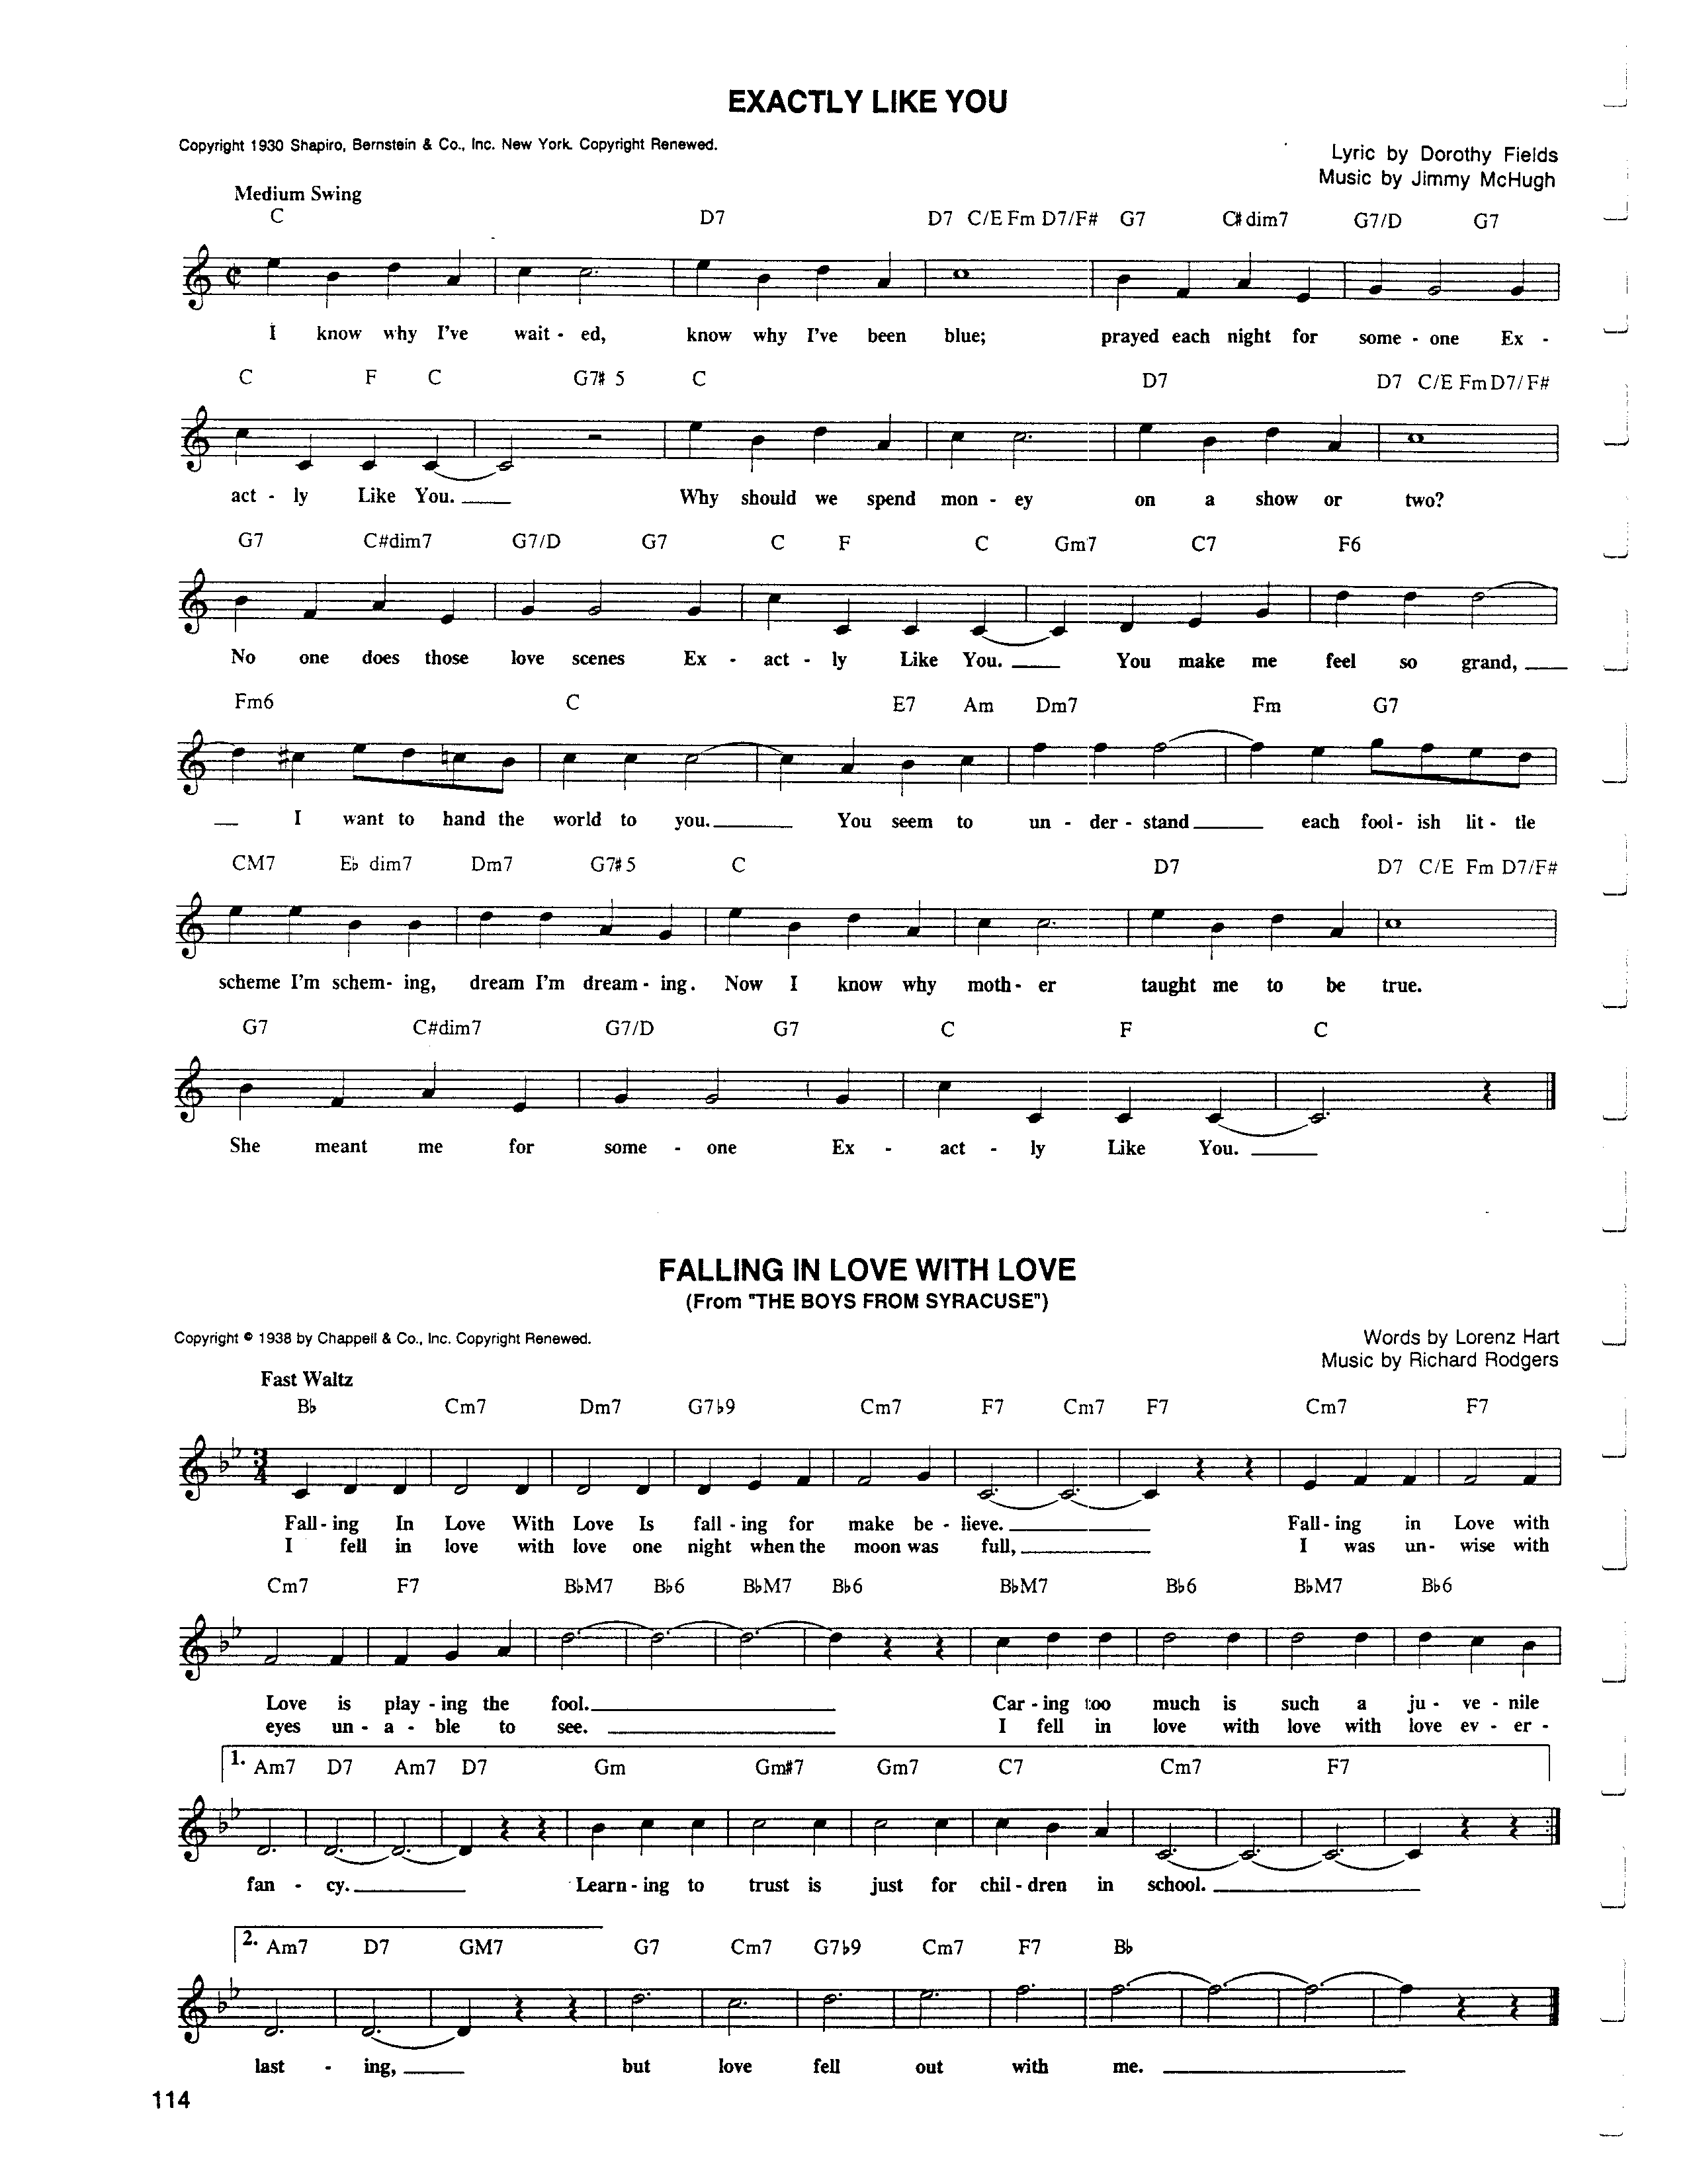 EXACTLY LIKE YOU
Copyright 1930 Shapiro, Bernstein & Co., Inc. New York. Copyright Renewed.
Lyric by Dorothy Fields
Music by Jimmy McHugh
Medium Swing
C D7 D7 C/E Fm D7/F# G7 C#dim7 G7/D G7
I know why I've wait - ed, know why I've been blue; prayed each night for some - one Ex -
C F C G7#5 C D7 D7 C/E Fm D7/F#
act - ly Like You. Why should we spend mon - ey on a show or two?
G7 C#dim7 G7/D G7 C F C Gm7 C7 F6
No one does those love scenes Ex - act - ly Like You. You make me feel so grand,
Fm6 C E7 Am Dm7 Fm G7
I want to hand the world to you. You seem to un - der - stand each fool - ish lit - tle
CM7 E♭ dim7 Dm7 G7#5 C D7 D7 C/E Fm D7/F#
scheme I'm schem - ing, dream I'm dream - ing. Now I know why moth - er taught me to be true.
G7 C#dim7 G7/D G7 C F C
She meant me for some - one Ex - act - ly Like You.
FALLING IN LOVE WITH LOVE
(From "THE BOYS FROM SYRACUSE")
Copyright © 1938 by Chappell & Co., Inc. Copyright Renewed.
Words by Lorenz Hart
Music by Richard Rodgers
Fast Waltz
B♭ Cm7 Dm7 G7♭9 Cm7 F7 Cm7 F7 Cm7 F7
3
4
Fall - ing In Love With Love Is fall - ing for make be - lieve. Fall - ing in Love with
I fell in love with love one night when the moon was full, I was un - wise with
Cm7 F7 B♭M7 B♭6 B♭M7 B♭6 B♭M7 B♭6 B♭M7 B♭6
Love is play - ing the fool. Car - ing too much is such a ju - ve - nile
eyes un - a - ble to see. I fell in love with love with love ev - er -
1. Am7 D7 Am7 D7 Gm Gm#7 Gm7 C7 Cm7 F7
fan - cy. Learn - ing to trust is just for chil - dren in school.
2. Am7 D7 GM7 G7 Cm7 G7♭9 Cm7 F7 B♭
last - ing, but love fell out with me.
114